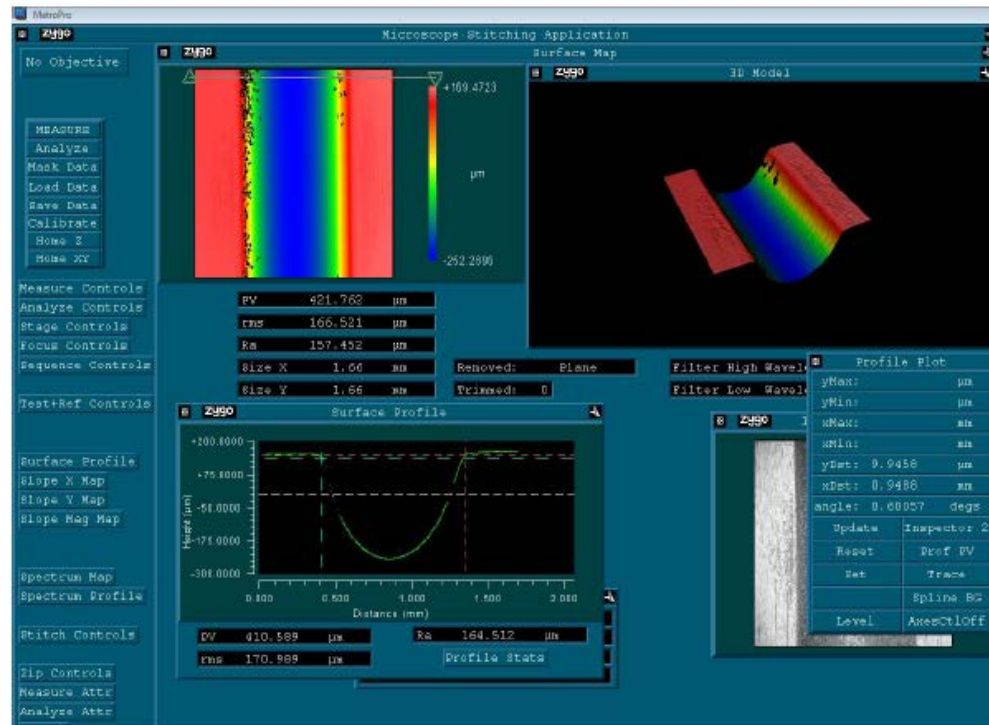 MetroPro
zygo Microscope Stitching Application
No Objective
zygo Surface Map
zygo 3D Model
+169.4723
µm
-252.2896
MEASURE
Analyze
Mask Data
Load Data
Save Data
Calibrate
Home Z
Home XY
Measure Controls
Analyze Controls
Stage Controls
Focus Controls
Sequence Controls
Test+Ref Controls
Surface Profile
Slope X Map
Slope Y Map
Slope Mag Map
Spectrum Map
Spectrum Profile
Stitch Controls
Zip Controls
Measure Attr
Analyze Attr
PV 421.762 µm
rms 166.521 µm
Ra 157.452 µm
Size X 1.66 mm
Size Y 1.66 mm
Removed: Plane
Trimmed: 0
Filter High Wavele
Filter Low Wavele
zygo Surface Profile
+200.0000
+75.0000
-50.0000
-175.0000
-300.0000
Height (µm)
0.000 0.500 1.000 1.500 2.000
Distance (mm)
PV 410.589 µm
rms 170.989 µm
Ra 164.512 µm
Profile Stats
zygo
Profile Plot
yMax: µm
yMin: µm
xMax: mm
xMin: mm
yDst: 9.9458 µm
xDst: 0.9488 mm
angle: 0.60057 degs
Update Inspector 2
Reset Prof PV
Set Trace
Spline BG
Level AxesCtlOff